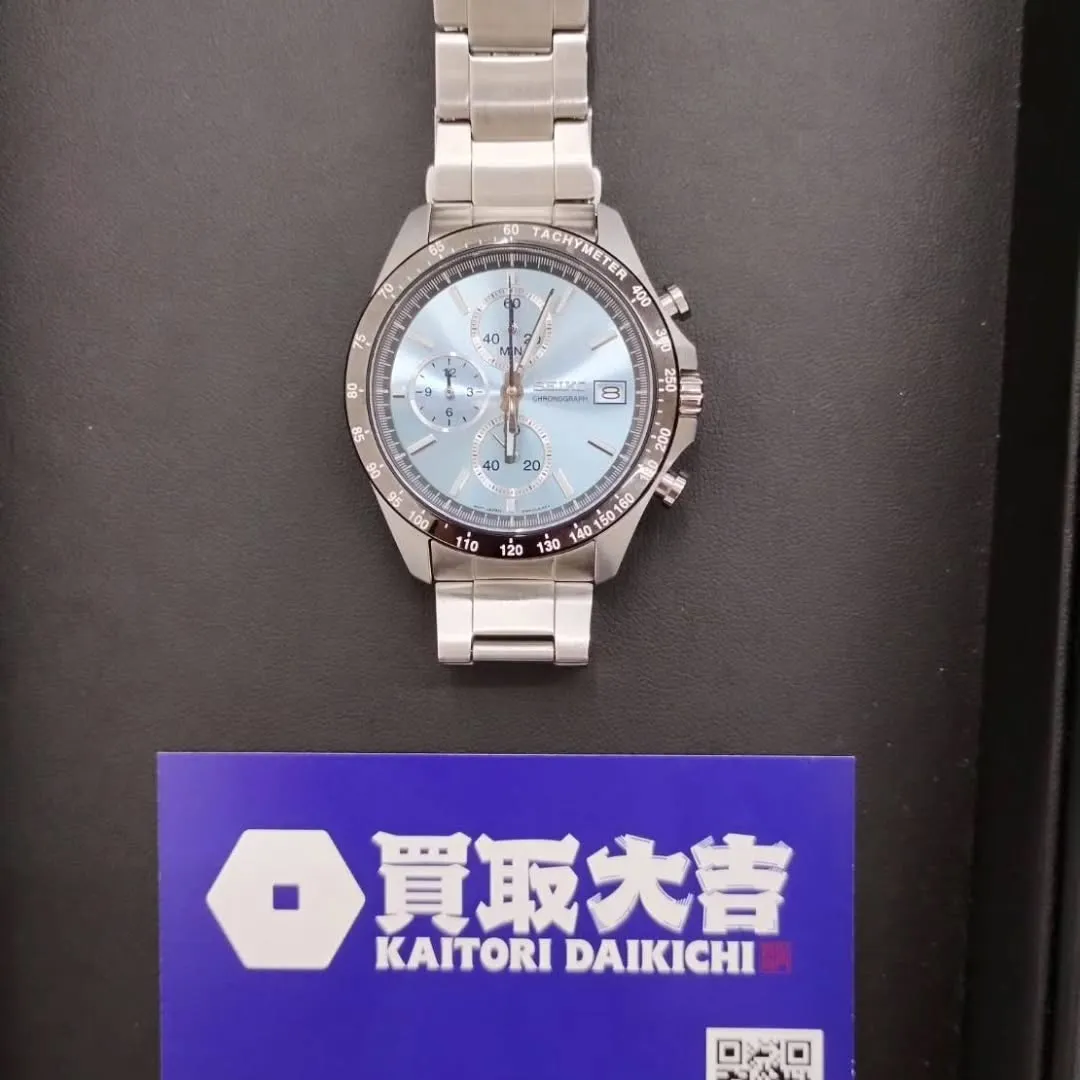 60 TACHYMETER 400 300 250 200 180 160 150 140 130 120 110 100 95 90 85 80 75 70 65
60
40 20
MIN
12
9 3
6
SEIKO
CHRONOGRAPH
8
40 20
買取大吉
KAITORI DAIKICHI